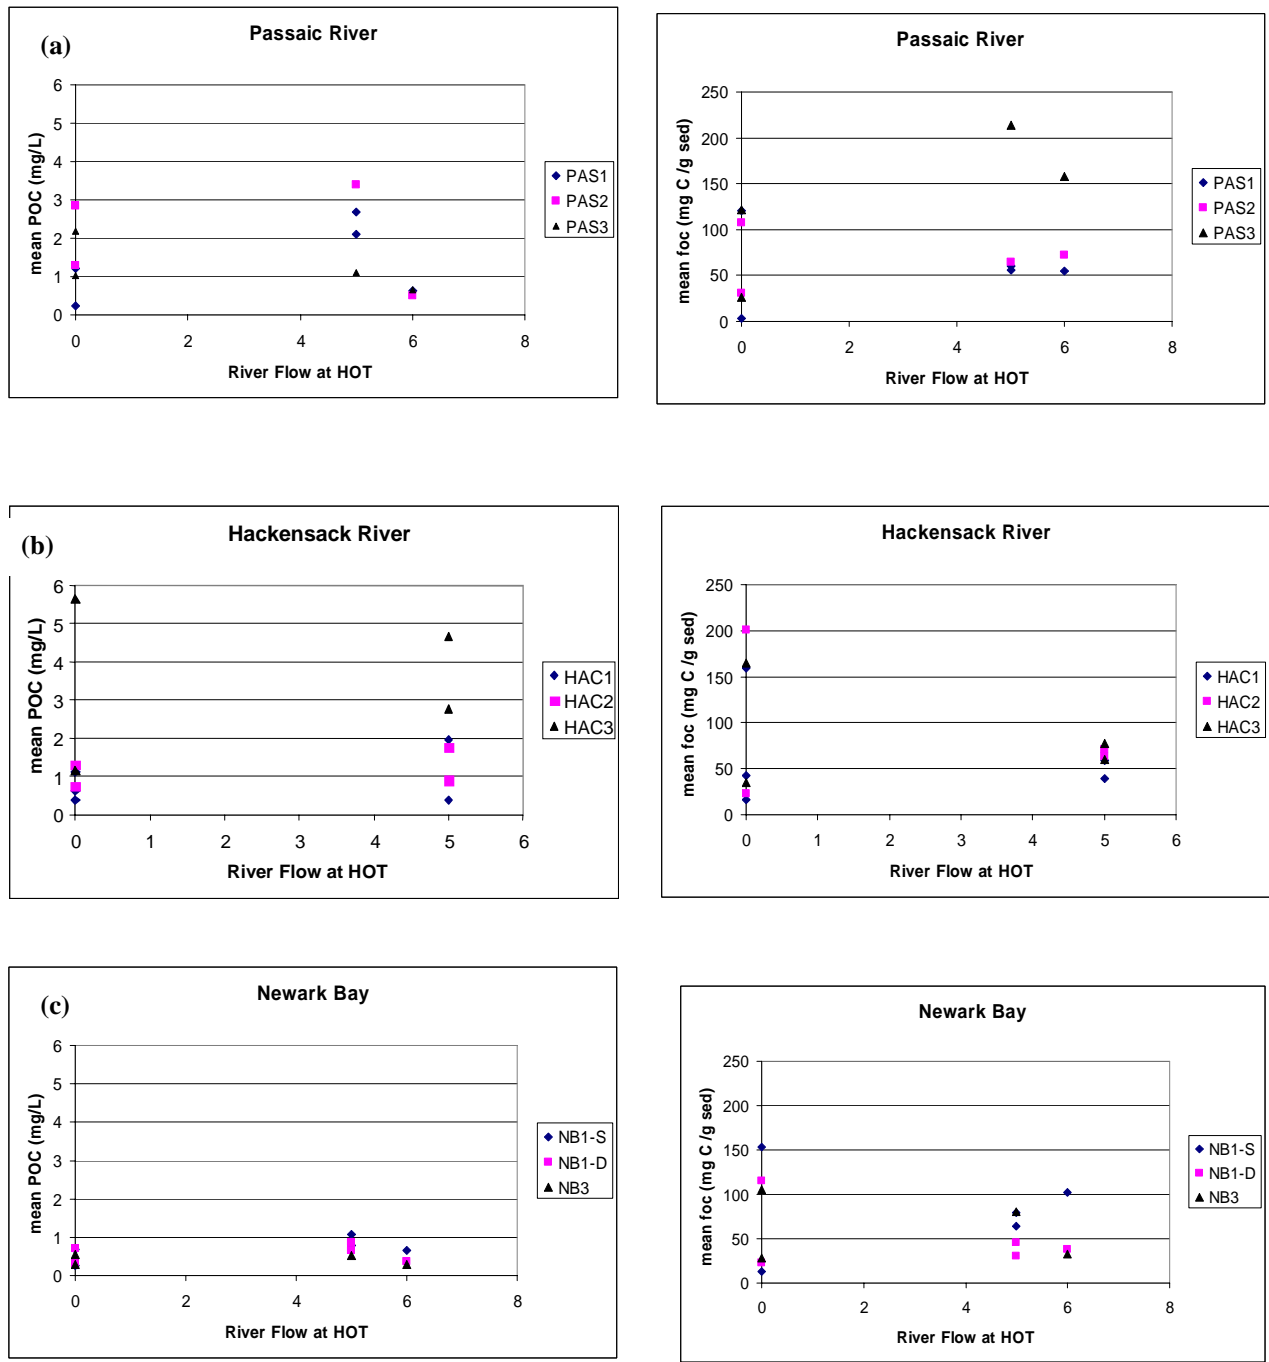 (a)
Passaic River
mean POC (mg/L)
6
5
4
3
2
1
0
0 2 4 6 8
River Flow at HOT
PAS1
PAS2
PAS3
Passaic River
mean foc (mg C /g sed)
250
200
150
100
50
0
0 2 4 6 8
River Flow at HOT
PAS1
PAS2
PAS3
(b)
Hackensack River
mean POC (mg/L)
6
5
4
3
2
1
0
0 1 2 3 4 5 6
River Flow at HOT
HAC1
HAC2
HAC3
Hackensack River
mean foc (mg C /g sed)
250
200
150
100
50
0
0 1 2 3 4 5 6
River Flow at HOT
HAC1
HAC2
HAC3
(c)
Newark Bay
mean POC (mg/L)
6
5
4
3
2
1
0
0 2 4 6 8
River Flow at HOT
NB1-S
NB1-D
NB3
Newark Bay
mean foc (mg C /g sed)
250
200
150
100
50
0
0 2 4 6 8
River Flow at HOT
NB1-S
NB1-D
NB3